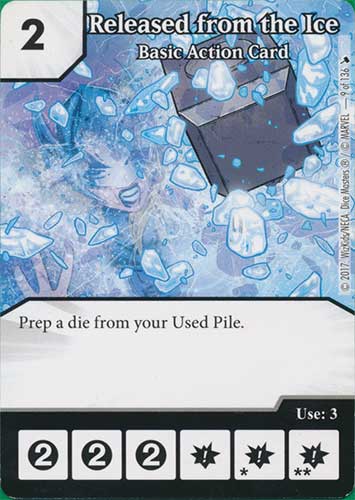 2
Released from the Ice
Basic Action Card
© 2017 WizKids/NECA. Dice Masters ® / © MARVEL — 9 of 136
Prep a die from your Used Pile.
Use: 3
2 2 2 ! ! !
* **